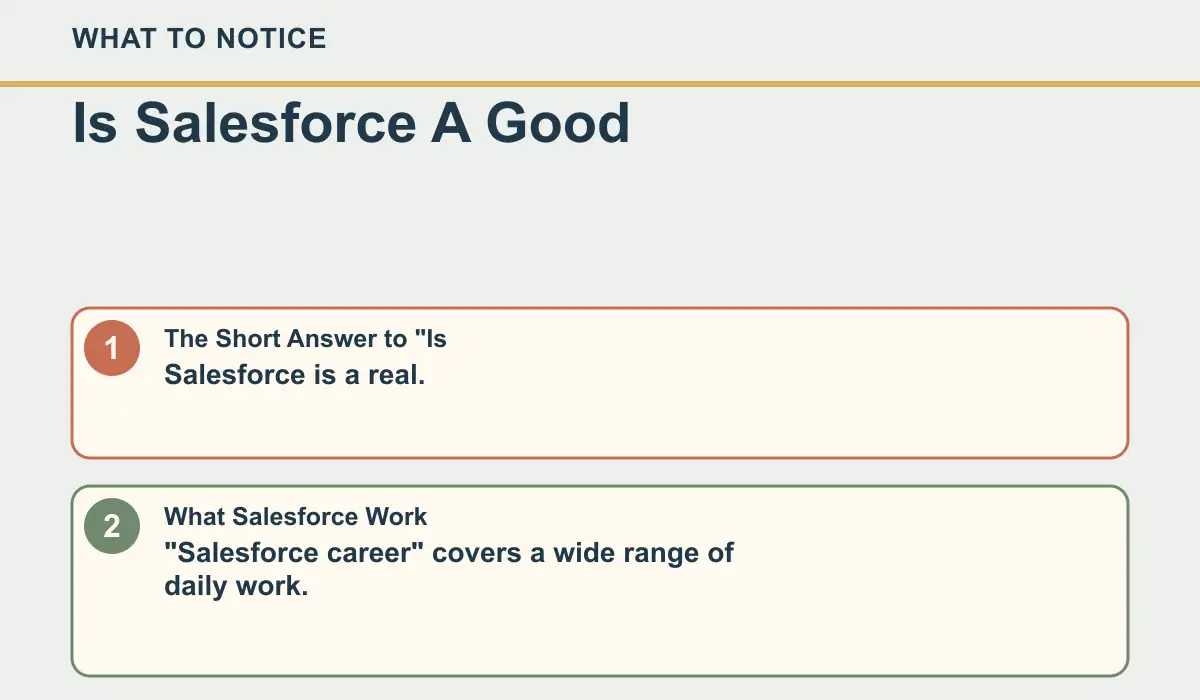 WHAT TO NOTICE
Is Salesforce A Good
1
The Short Answer to "Is
Salesforce is a real.
2
What Salesforce Work
"Salesforce career" covers a wide range of
daily work.